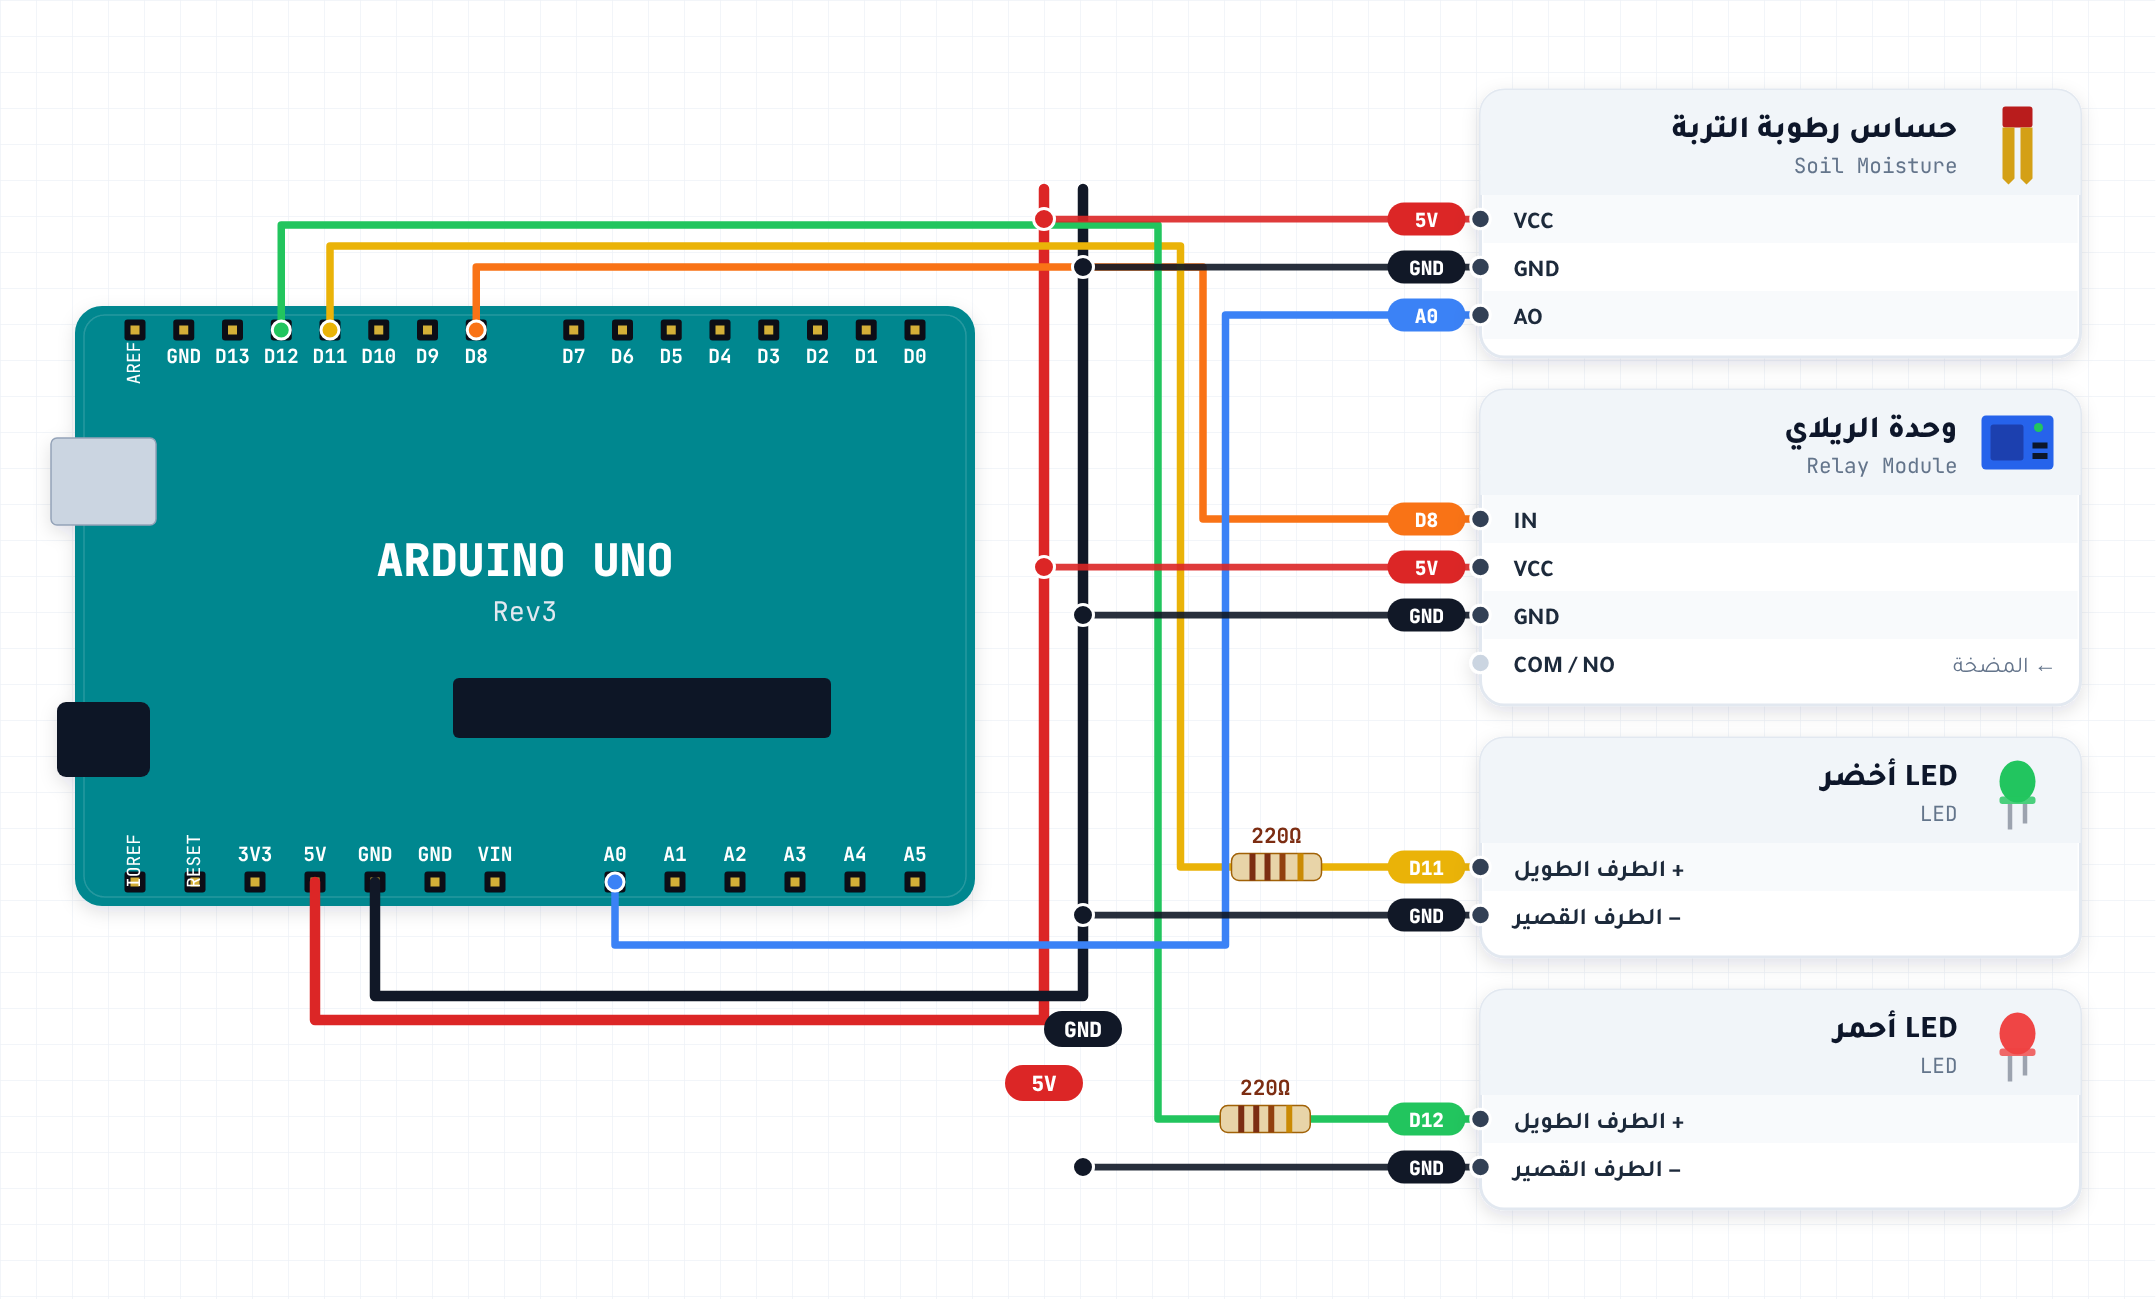 AREF
GND D13 D12 D11 D10 D9 D8 D7 D6 D5 D4 D3 D2 D1 D0
ARDUINO UNO
Rev3
IOREF RESET 3V3 5V GND GND VIN A0 A1 A2 A3 A4 A5
GND
5V
حساس رطوبة التربة
Soil Moisture
5V VCC
GND GND
A0 AO
وحدة الريلاي
Relay Module
D8 IN
5V VCC
GND GND
COM / NO ← المضخة
LED أخضر
LED
220Ω
D11 + الطرف الطويل
GND − الطرف القصير
LED أحمر
LED
220Ω
D12 + الطرف الطويل
GND − الطرف القصير